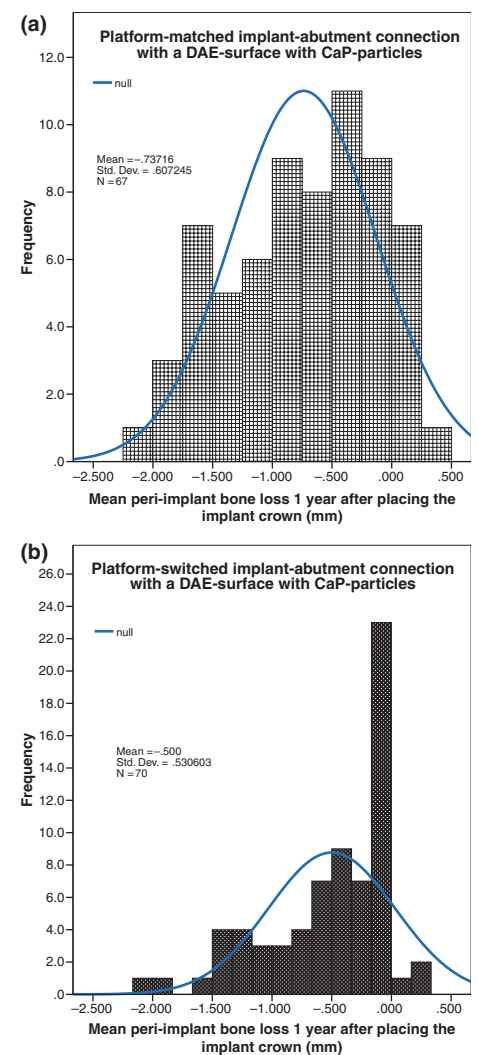 (a)
Platform-matched implant-abutment connection
with a DAE-surface with CaP-particles
12.0
null
10.0
Mean =–.73716
Std. Dev. = .607245
N = 67
8.0
Frequency
6.0
4.0
2.0
.0
–2.500 –2.000 –1.500 –1.000 –.500 .000 .500
Mean peri-implant bone loss 1 year after placing the
implant crown (mm)
(b)
Platform-switched implant-abutment connection
with a DAE-surface with CaP-particles
26.0
24.0
22.0
null
20.0
18.0
16.0
Mean =–.500
Std. Dev. = .530603
N = 70
14.0
Frequency
12.0
10.0
8.0
6.0
4.0
2.0
.0
–2.500 –2.000 –1.500 –1.000 –.500 .000 .500
Mean peri-implant bone loss 1 year after placing the
implant crown (mm)